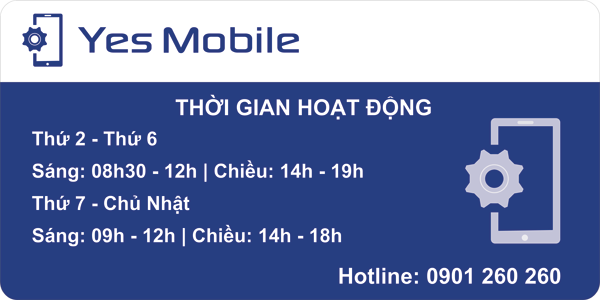 Yes Mobile
THỜI GIAN HOẠT ĐỘNG
Thứ 2 - Thứ 6
Sáng: 08h30 - 12h | Chiều: 14h - 19h
Thứ 7 - Chủ Nhật
Sáng: 09h - 12h | Chiều: 14h - 18h
Hotline: 0901 260 260